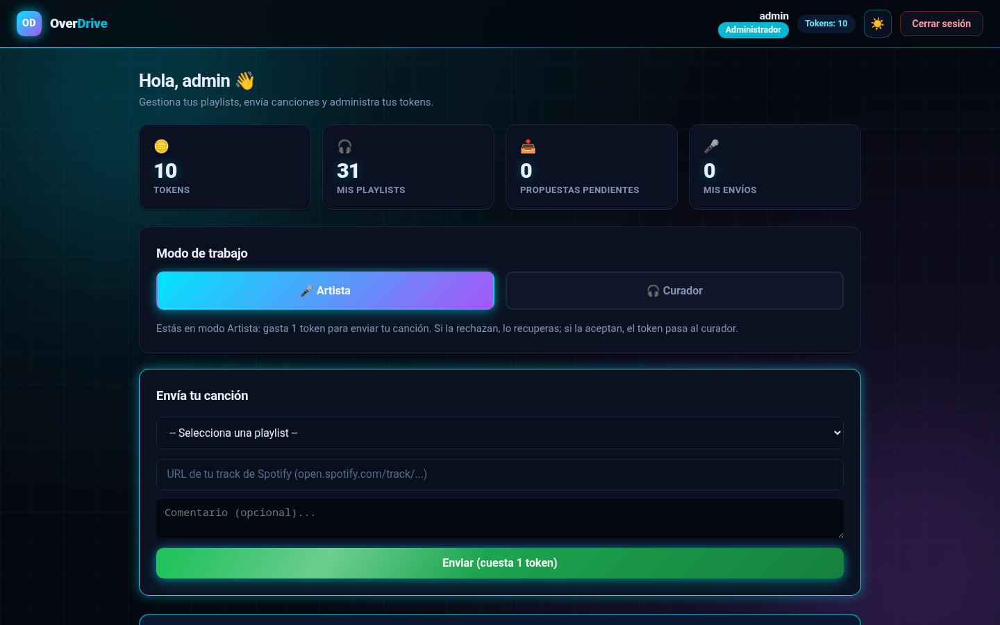 OD
OverDrive
admin
Administrador
Tokens: 10
Cerrar sesión
Hola, admin 👋
Gestiona tus playlists, envía canciones y administra tus tokens.
10
TOKENS
31
MIS PLAYLISTS
0
PROPUESTAS PENDIENTES
0
MIS ENVÍOS
Modo de trabajo
Artista
Curador
Estás en modo Artista: gasta 1 token para enviar tu canción. Si la rechazan, lo recuperas; si la aceptan, el token pasa al curador.
Envía tu canción
-- Selecciona una playlist --
URL de tu track de Spotify (open.spotify.com/track/...)
Comentario (opcional)...
Enviar (cuesta 1 token)